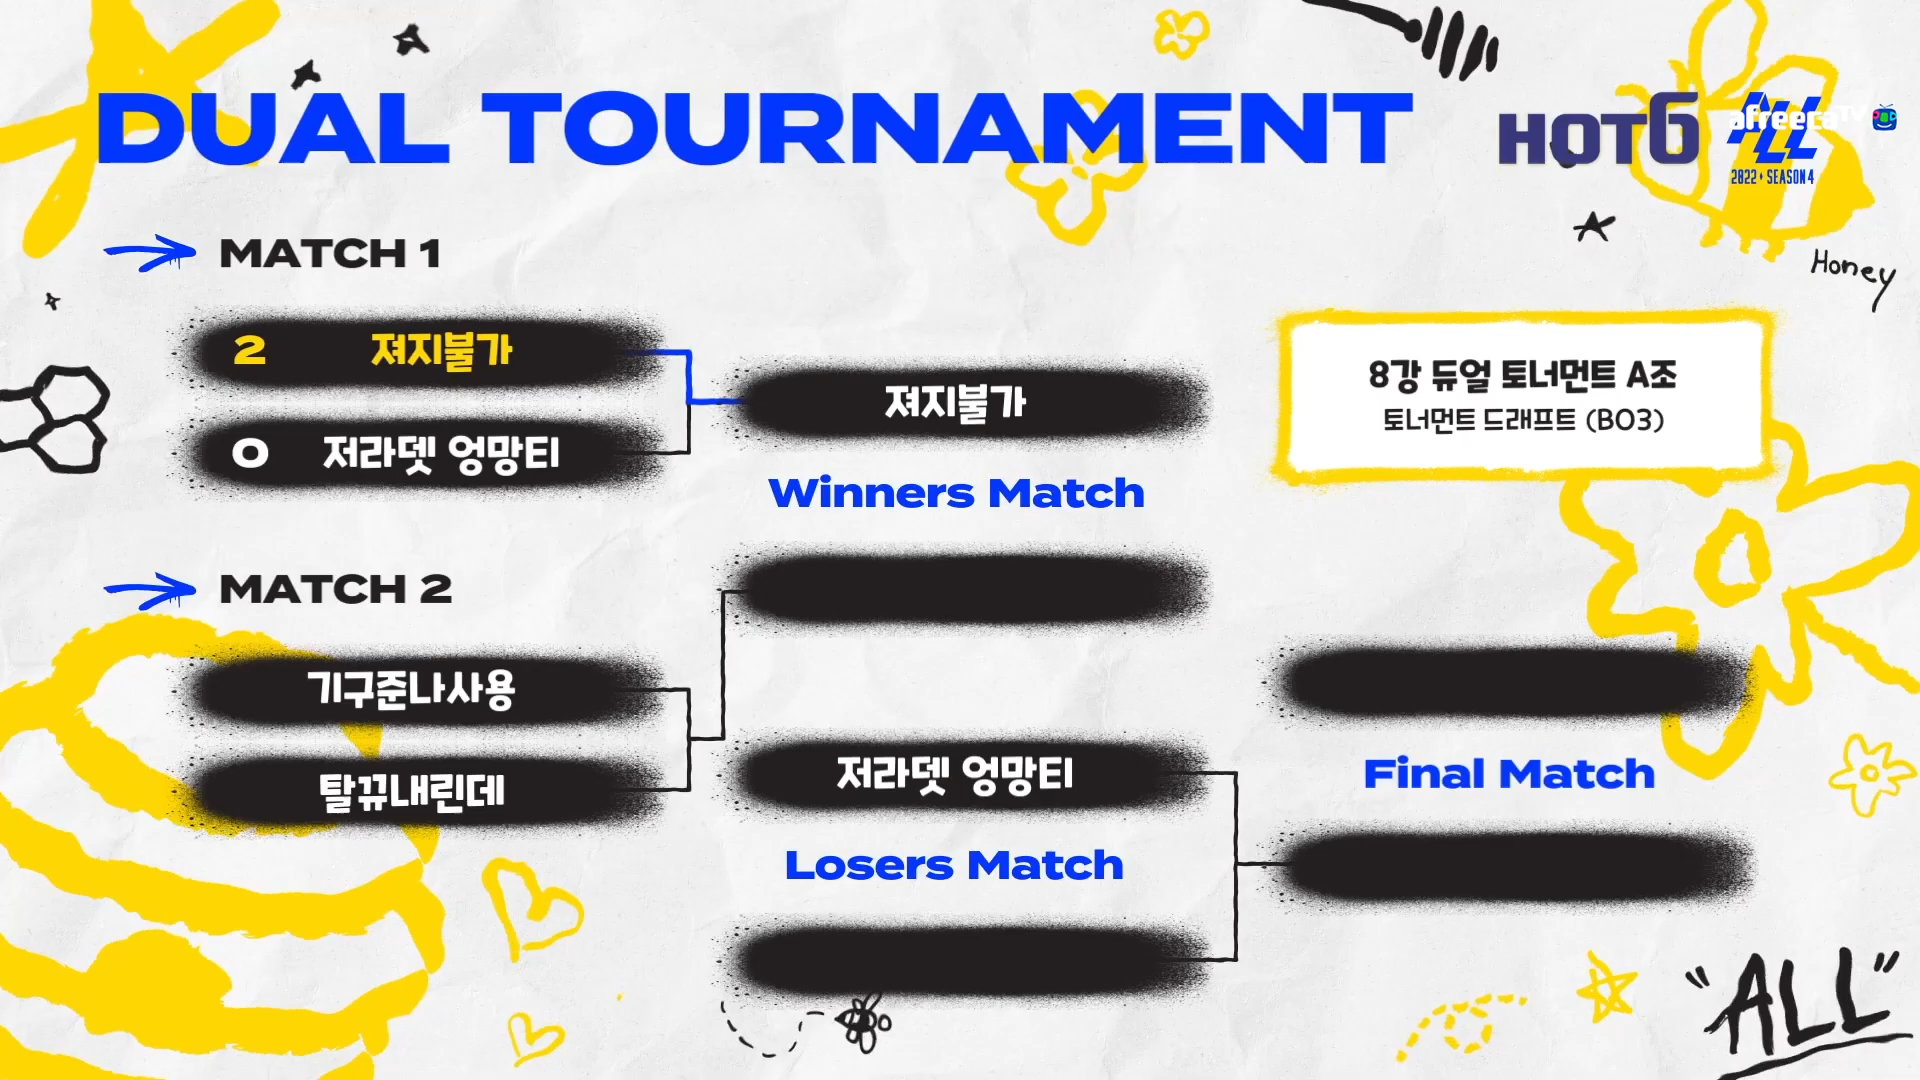 DUAL TOURNAMENT
HOT6
afreecaTV
ALL
2022 SEASON 4
Honey
MATCH 1
2 져지불가
0 저라뎃 엉망티
져지불가
Winners Match
8강 듀얼 토너먼트 A조
토너먼트 드래프트 (BO3)
MATCH 2
기구준나사용
탈뀨내린데
저라뎃 엉망티
Losers Match
Final Match
"ALL"